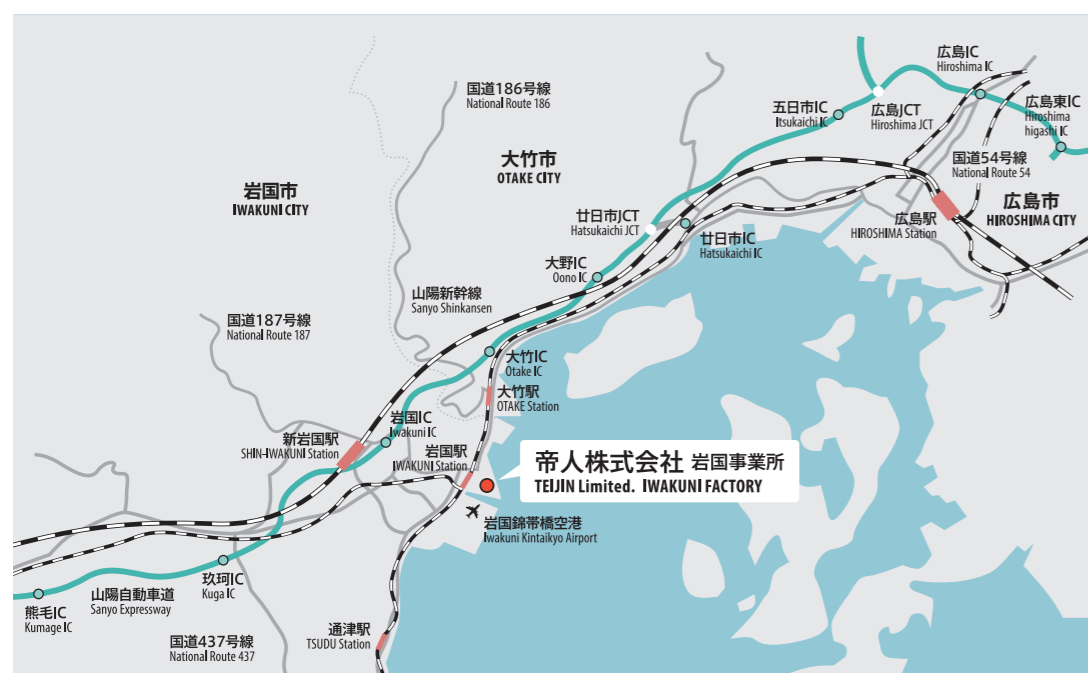 広島IC
Hiroshima IC
国道186号線
National Route 186
五日市IC
Itsukaichi IC
広島JCT
Hiroshima JCT
広島東IC
Hiroshima
higashi IC
大竹市
OTAKE CITY
国道54号線
National Route 54
岩国市
IWAKUNI CITY
広島市
HIROSHIMA CITY
廿日市JCT
Hatsukaichi JCT
広島駅
HIROSHIMA Station
廿日市IC
Hatsukaichi IC
大野IC
Oono IC
山陽新幹線
Sanyo Shinkansen
国道187号線
National Route 187
大竹IC
Otake IC
大竹駅
OTAKE Station
岩国IC
Iwakuni IC
新岩国駅
SHIN-IWAKUNI Station
岩国駅
IWAKUNI Station
帝人株式会社 岩国事業所
TEIJIN Limited. IWAKUNI FACTORY
岩国錦帯橋空港
Iwakuni Kintaikyo Airport
玖珂IC
Kuga IC
山陽自動車道
Sanyo Expressway
熊毛IC
Kumage IC
通津駅
TSUDU Station
国道437号線
National Route 437